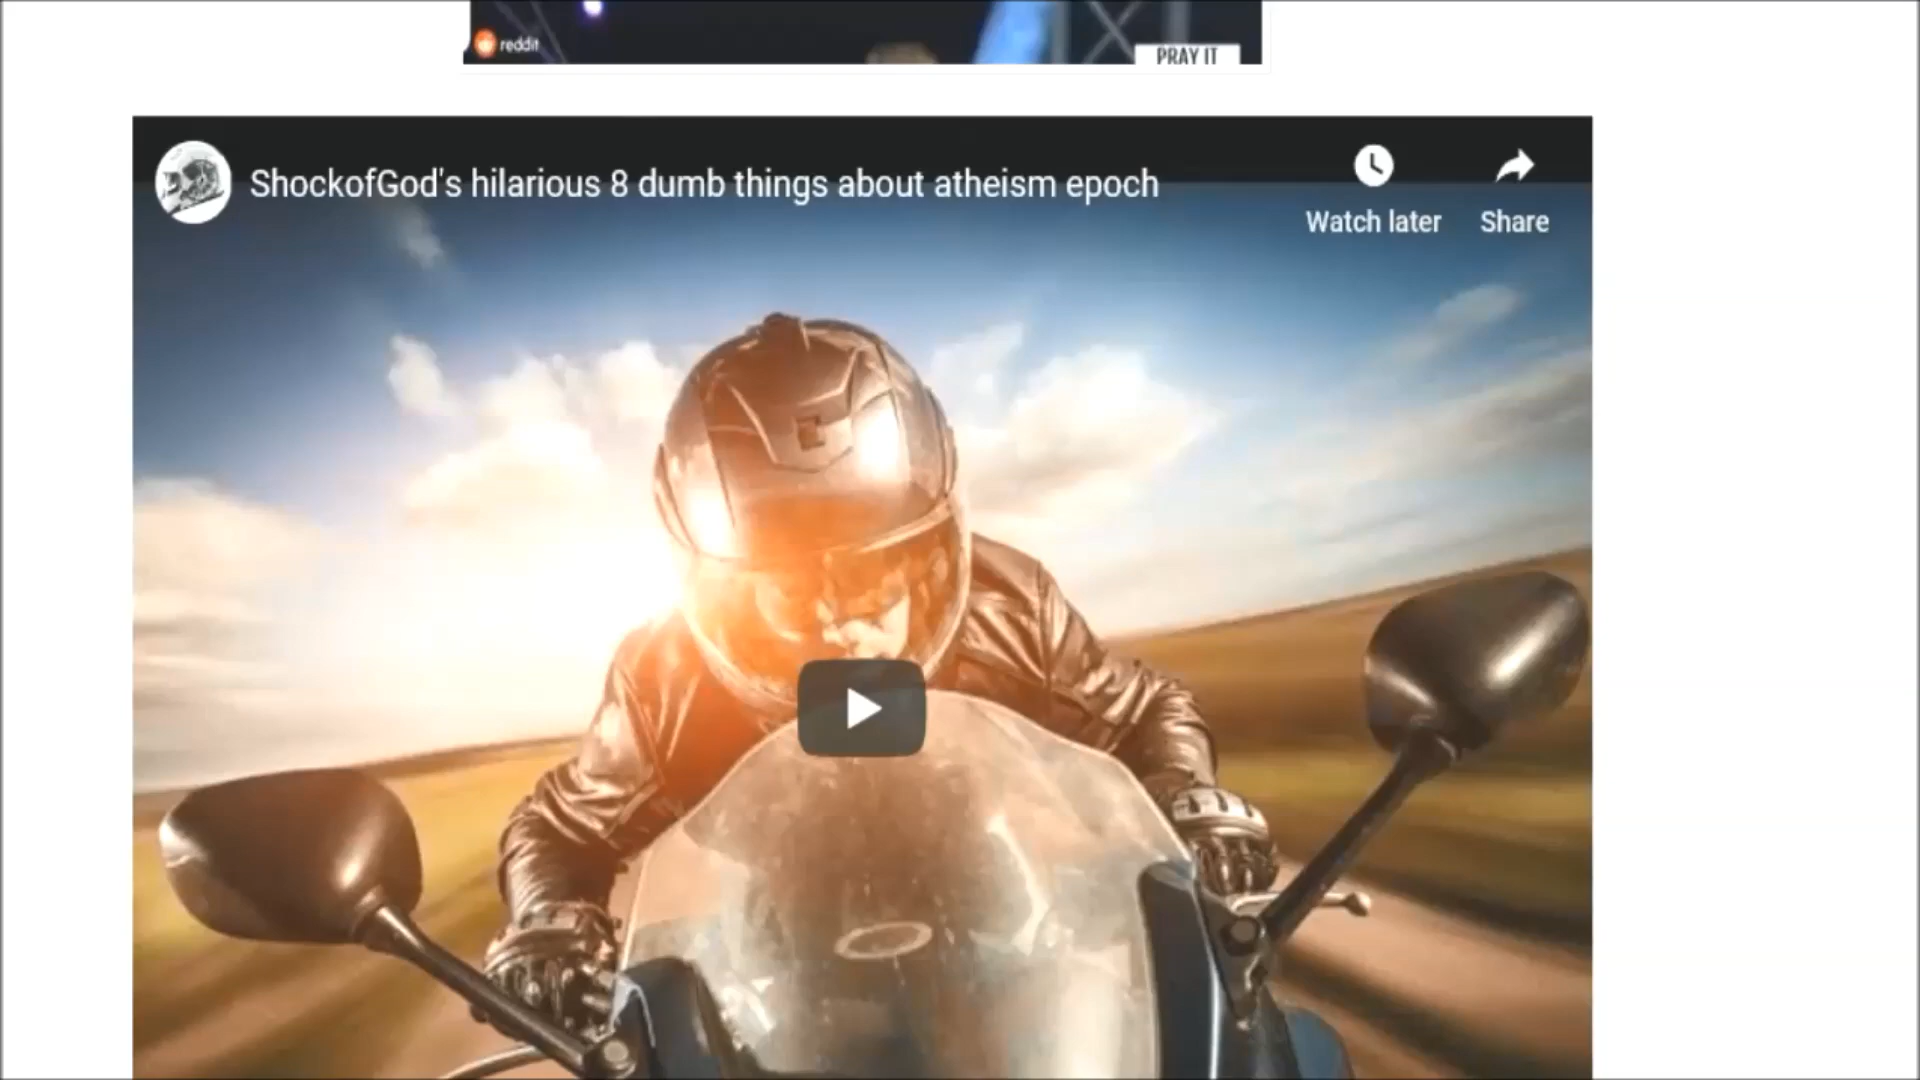 reddit
PRAY IT
ShockofGod's hilarious 8 dumb things about atheism epoch
Watch later
Share